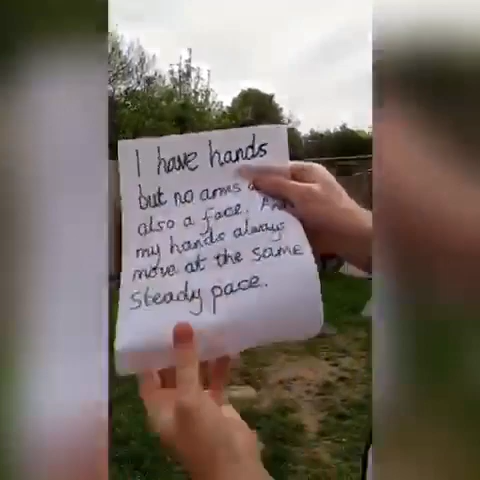 I have hands
but no arms
also a face.
my hands always
move at the same
steady pace.